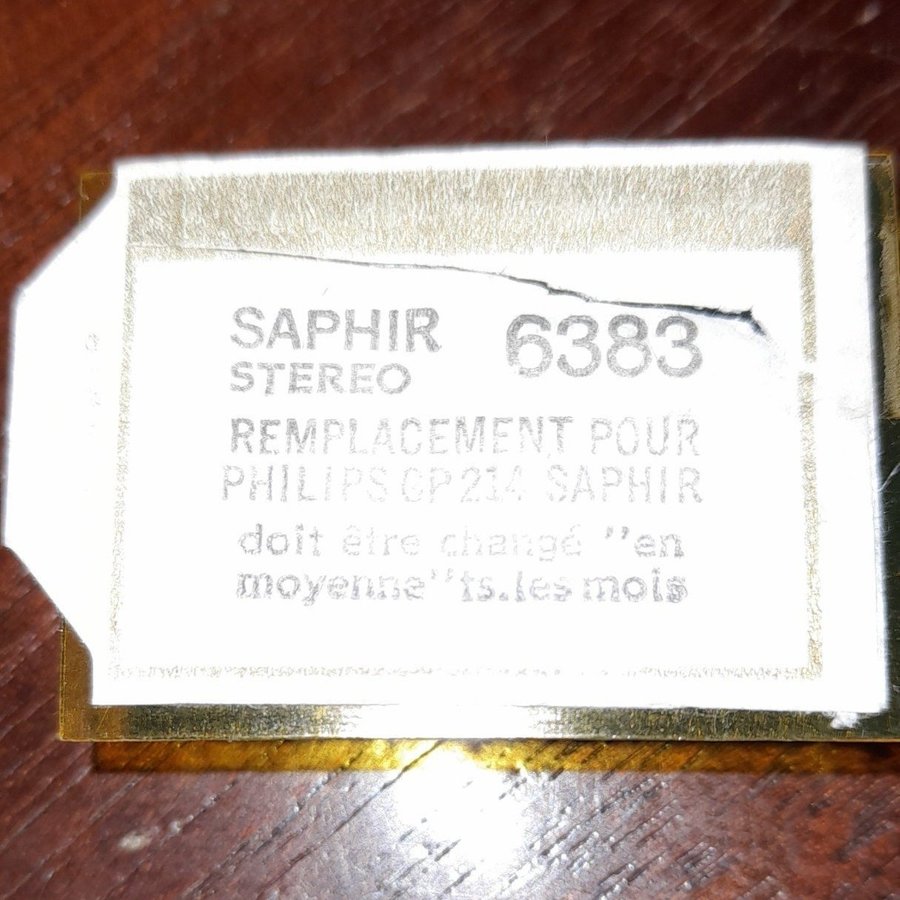 SAPHIR 6383
STEREO
REMPLACEMENT POUR
PHILIPS GP 214 SAPHIR
doit être changé "en
moyenne" ts.les mois